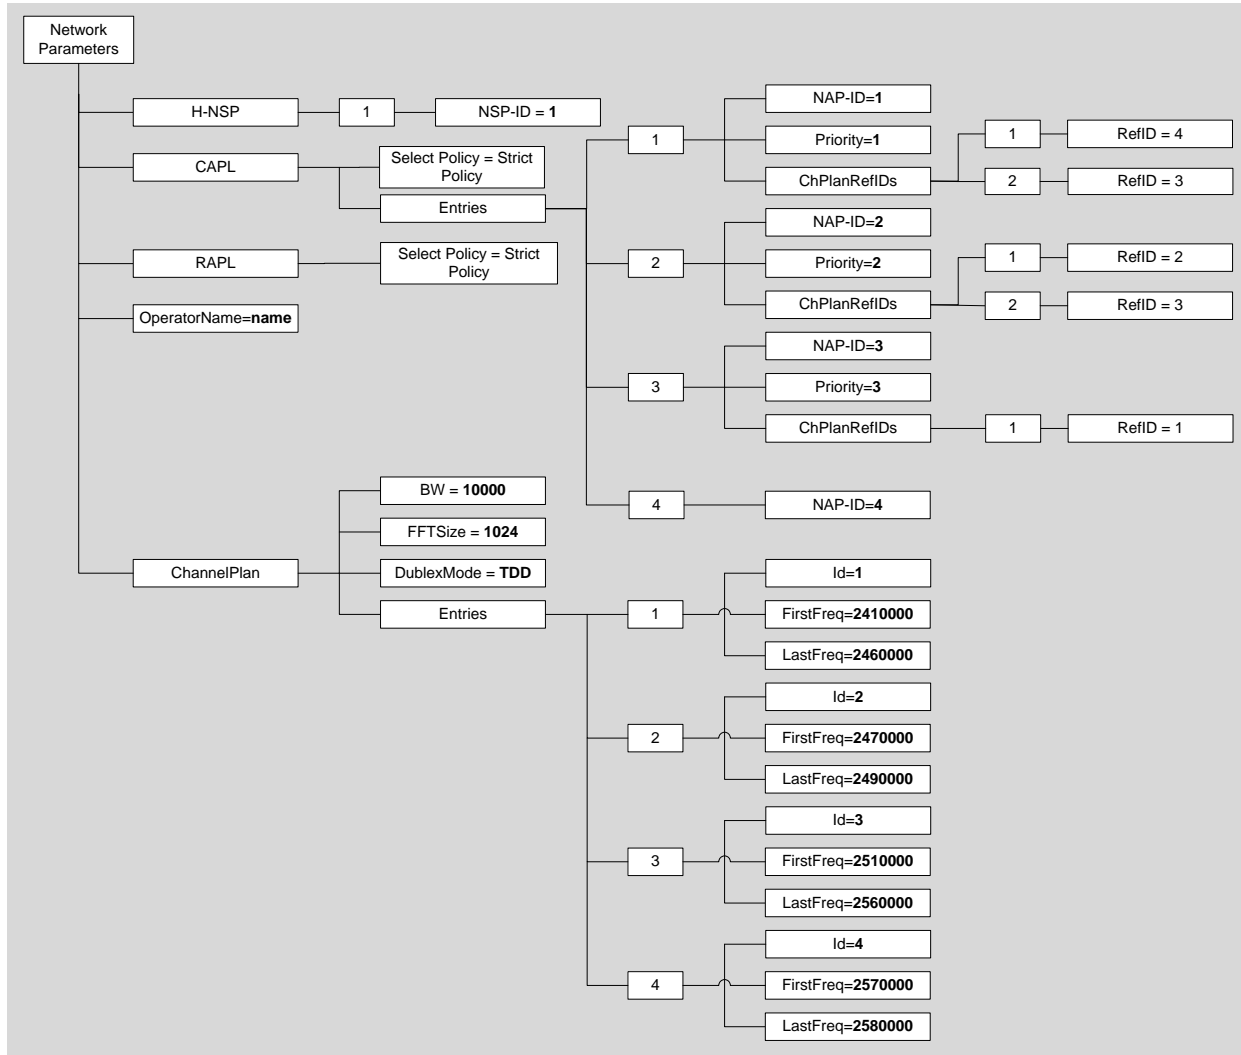 Network
Parameters
H-NSP
1
NSP-ID = 1
CAPL
Select Policy = Strict
Policy
Entries
1
NAP-ID=1
Priority=1
ChPlanRefIDs
1
RefID = 4
2
RefID = 3
2
NAP-ID=2
Priority=2
ChPlanRefIDs
1
RefID = 2
2
RefID = 3
3
NAP-ID=3
Priority=3
ChPlanRefIDs
1
RefID = 1
4
NAP-ID=4
RAPL
Select Policy = Strict
Policy
OperatorName=name
ChannelPlan
BW = 10000
FFTSize = 1024
DublexMode = TDD
Entries
1
Id=1
FirstFreq=2410000
LastFreq=2460000
2
Id=2
FirstFreq=2470000
LastFreq=2490000
3
Id=3
FirstFreq=2510000
LastFreq=2560000
4
Id=4
FirstFreq=2570000
LastFreq=2580000